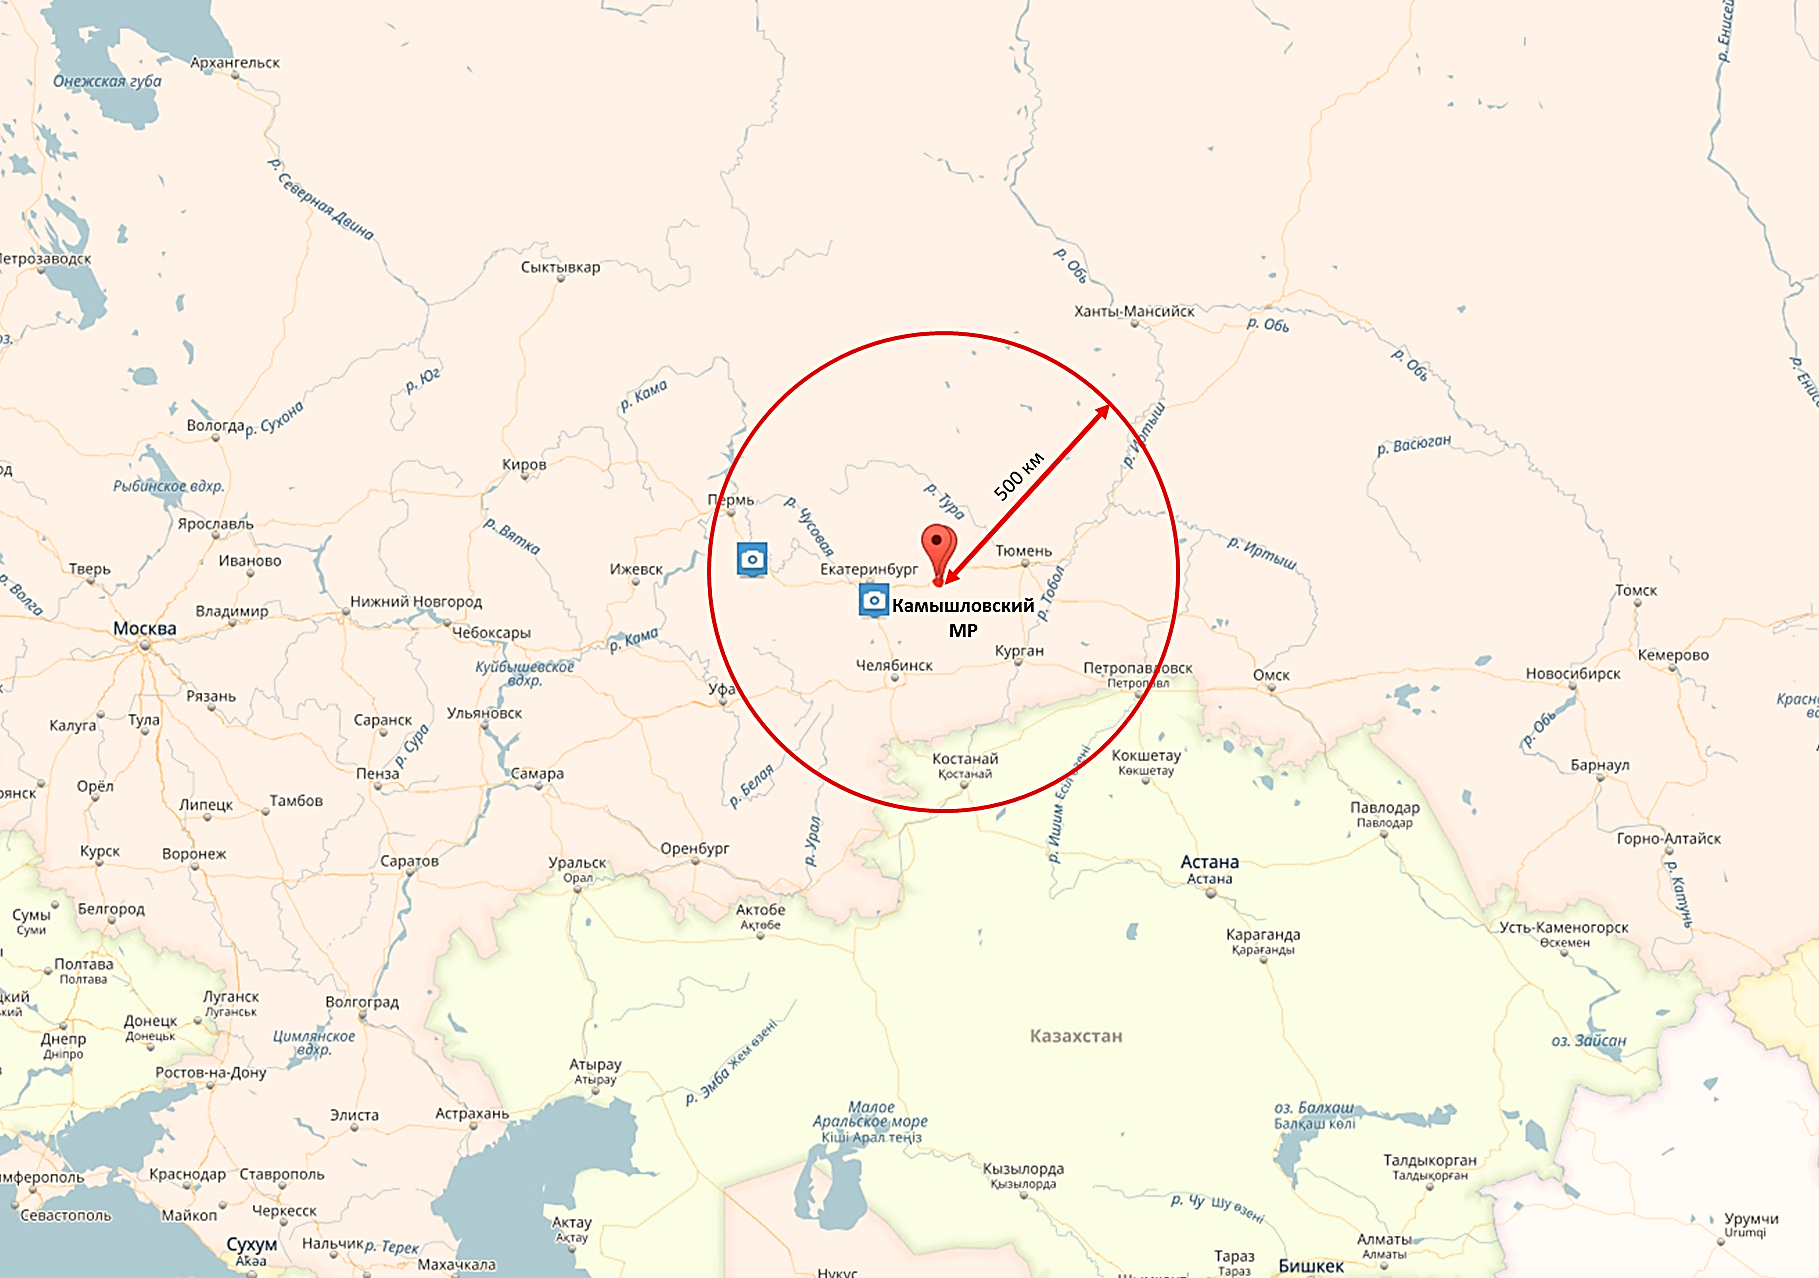 Архангельск
Онежская губа
р. Енисей
р. Северная Двина
Петрозаводск
Сыктывкар
р. Обь
Ханты-Мансийск
р. Обь
р. Обь
р. Юг
р. Кама
р. Сухона
Вологда
р. Иртыш
р. Васюган
Киров
Рыбинское вдхр.
500 км
Пермь
р. Чусовая
р. Тура
Ярославль
р. Вятка
Иваново
Тверь
Ижевск
Екатеринбург
Тюмень
р. Иртыш
р. Волга
Владимир
Нижний Новгород
Чебоксары
Москва
р. Кама
Камышловский
МР
р. Тобол
Томск
Куйбышевское
вдхр.
Челябинск
Курган
Петропавловск
Петропавл
Омск
Новосибирск
Кемерово
Рязань
Уфа
Калуга
Тула
Саранск
р. Сура
Ульяновск
р. Обь
Костанай
Қостанай
Кокшетау
Көкшетау
Барнаул
Пенза
Самара
р. Белая
Орёл
Липецк
Тамбов
р. Ишим Есіл өзені
Павлодар
Павлодар
р. Урал
Горно-Алтайск
Курск
Воронеж
Саратов
Уральск
Орал
Оренбург
Астана
Астана
р. Катунь
Сумы
Суми
Белгород
Актобе
Ақтөбе
Караганда
Қарағанды
Усть-Каменогорск
Өскемен
Полтава
Полтава
Луганск
Луганськ
Волгоград
Донецк
Донецьк
Днепр
Дніпро
Цимлянское
вдхр.
Казахстан
оз. Зайсан
Ростов-на-Дону
Атырау
Атырау
р. Эмба Жем өзені
Элиста
Астрахань
Малое
Аральское море
Кіші Арал теңізі
оз. Балхаш
Балқаш көлі
Краснодар
Ставрополь
Кызылорда
Қызылорда
Талдыкорган
Талдықорған
Севастополь
Майкоп
Черкесск
р. Чу Шу өзені
Актау
Ақтау
Урумчи
Urumqi
Сухум
Аҟәа
Нальчик
р. Терек
Махачкала
Нукус
Тараз
Тараз
Бишкек
Алматы
Алматы